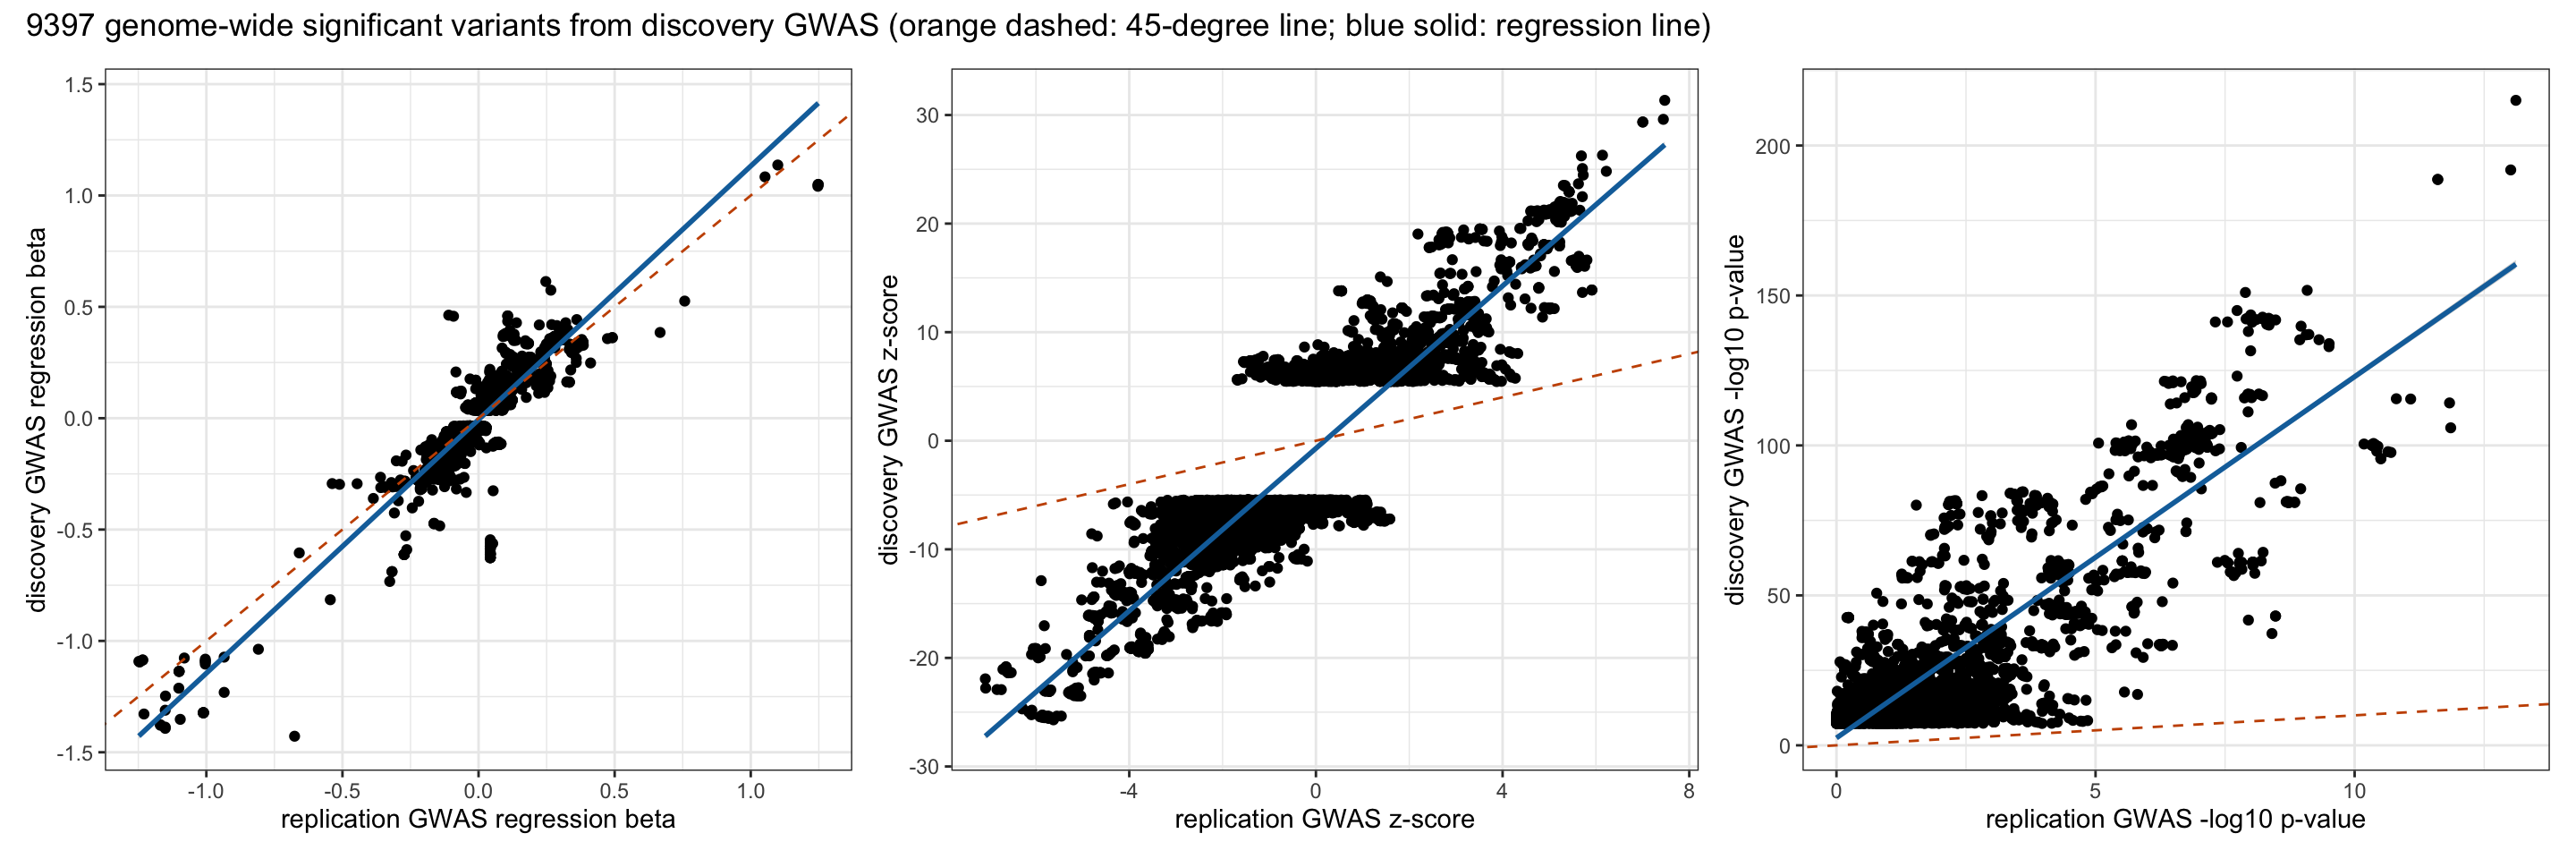 9397 genome-wide significant variants from discovery GWAS (orange dashed: 45-degree line; blue solid: regression line)
discovery GWAS regression beta
1.5
1.0
0.5
0.0
-0.5
-1.0
-1.5
-1.0 -0.5 0.0 0.5 1.0
replication GWAS regression beta
discovery GWAS z-score
30
20
10
0
-10
-20
-30
-4 0 4 8
replication GWAS z-score
discovery GWAS -log10 p-value
200
150
100
50
0
0 5 10
replication GWAS -log10 p-value